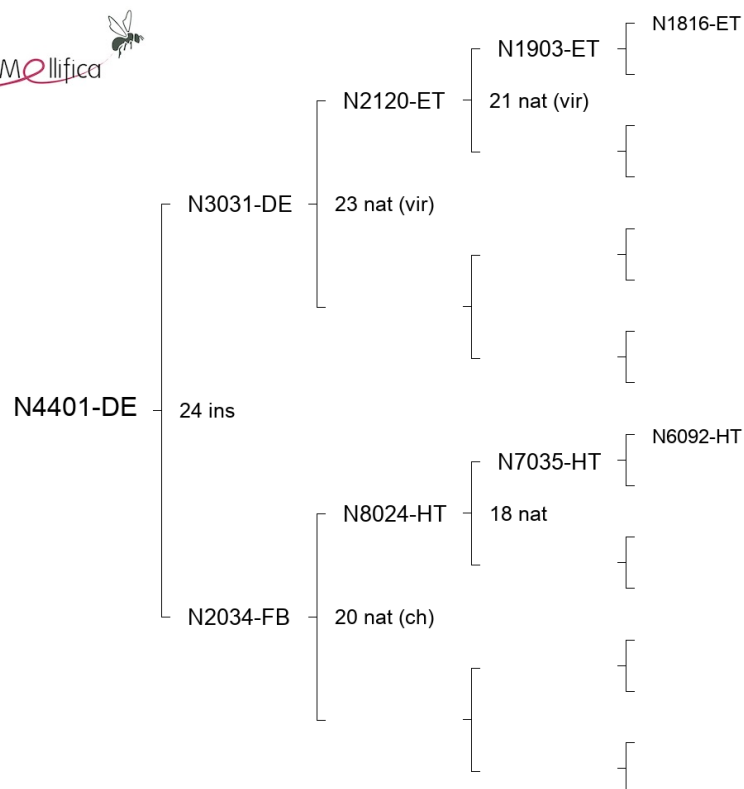 Mellifica
N1816-ET
N1903-ET
N2120-ET
21 nat (vir)
N3031-DE
23 nat (vir)
N4401-DE
24 ins
N6092-HT
N7035-HT
N8024-HT
18 nat
N2034-FB
20 nat (ch)